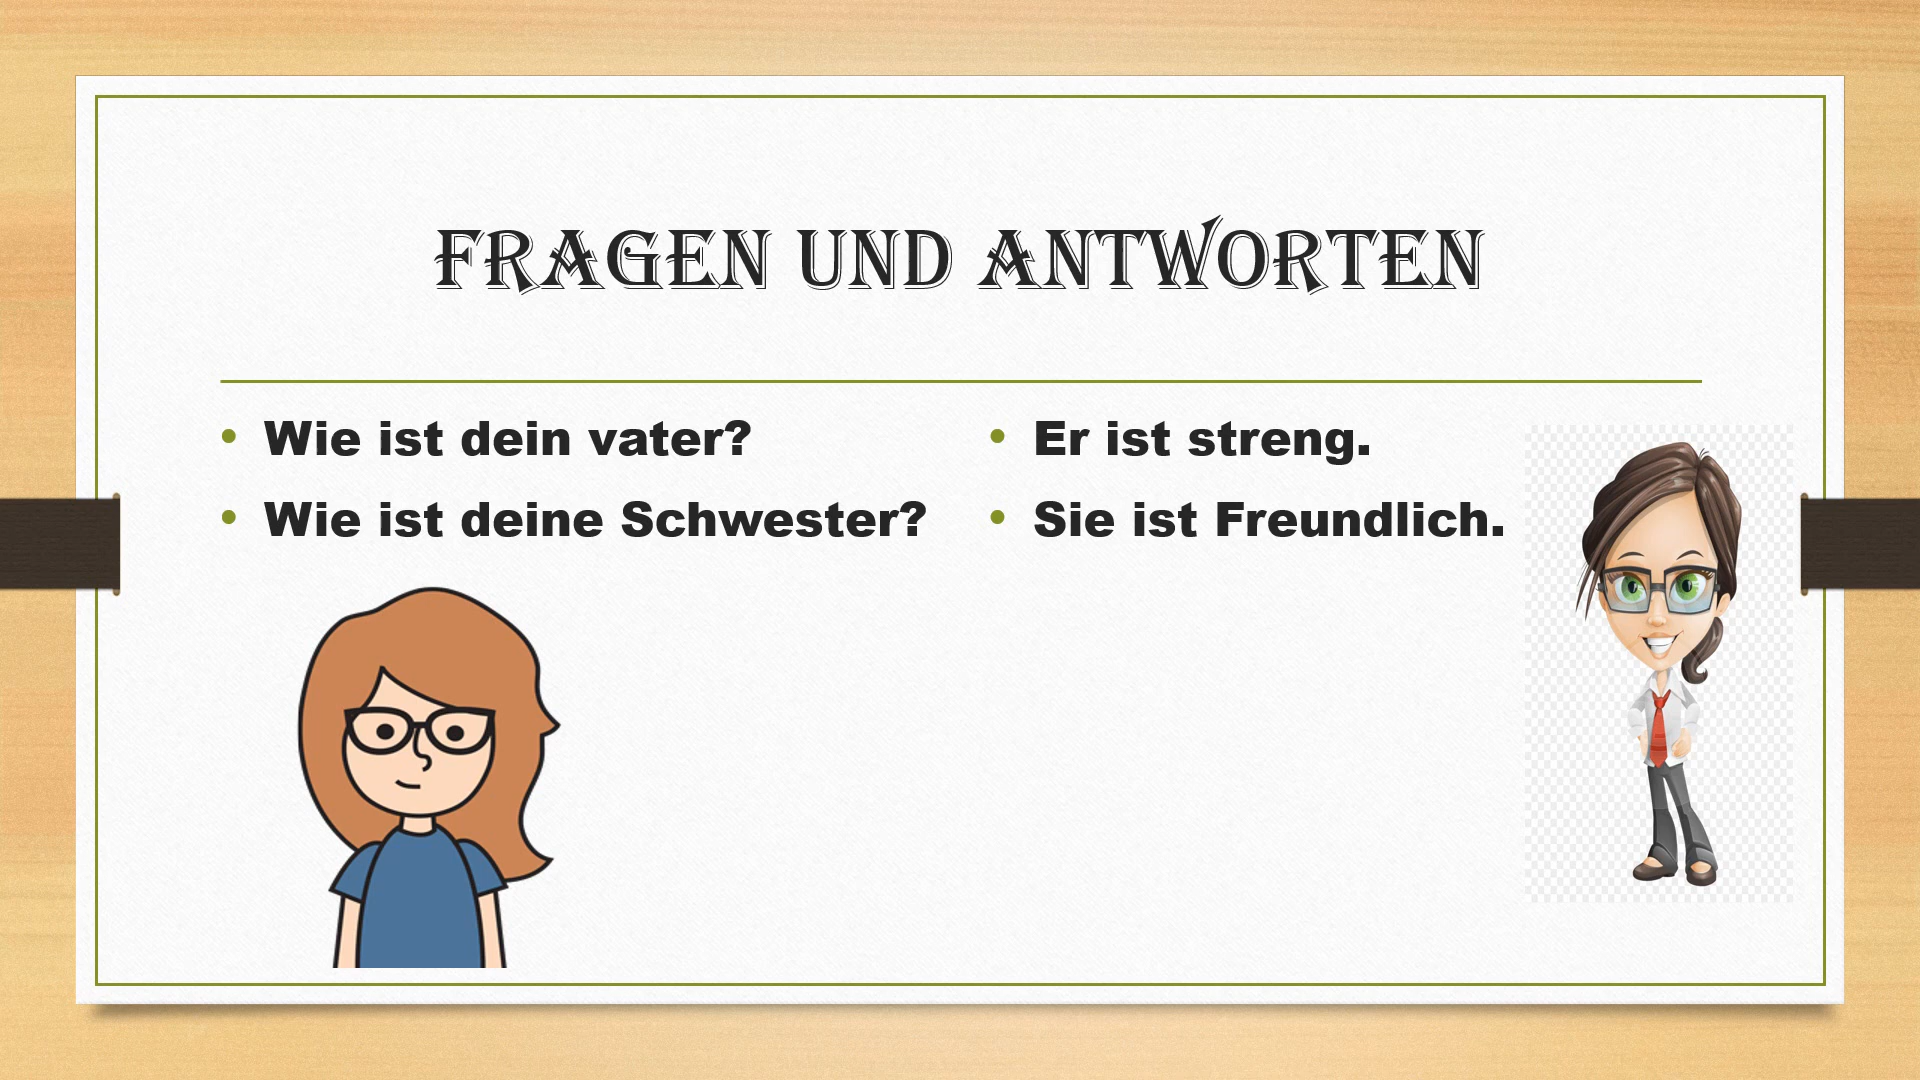 FRAGEN UND ANTWORTEN
• Wie ist dein vater?
• Wie ist deine Schwester?
• Er ist streng.
• Sie ist Freundlich.